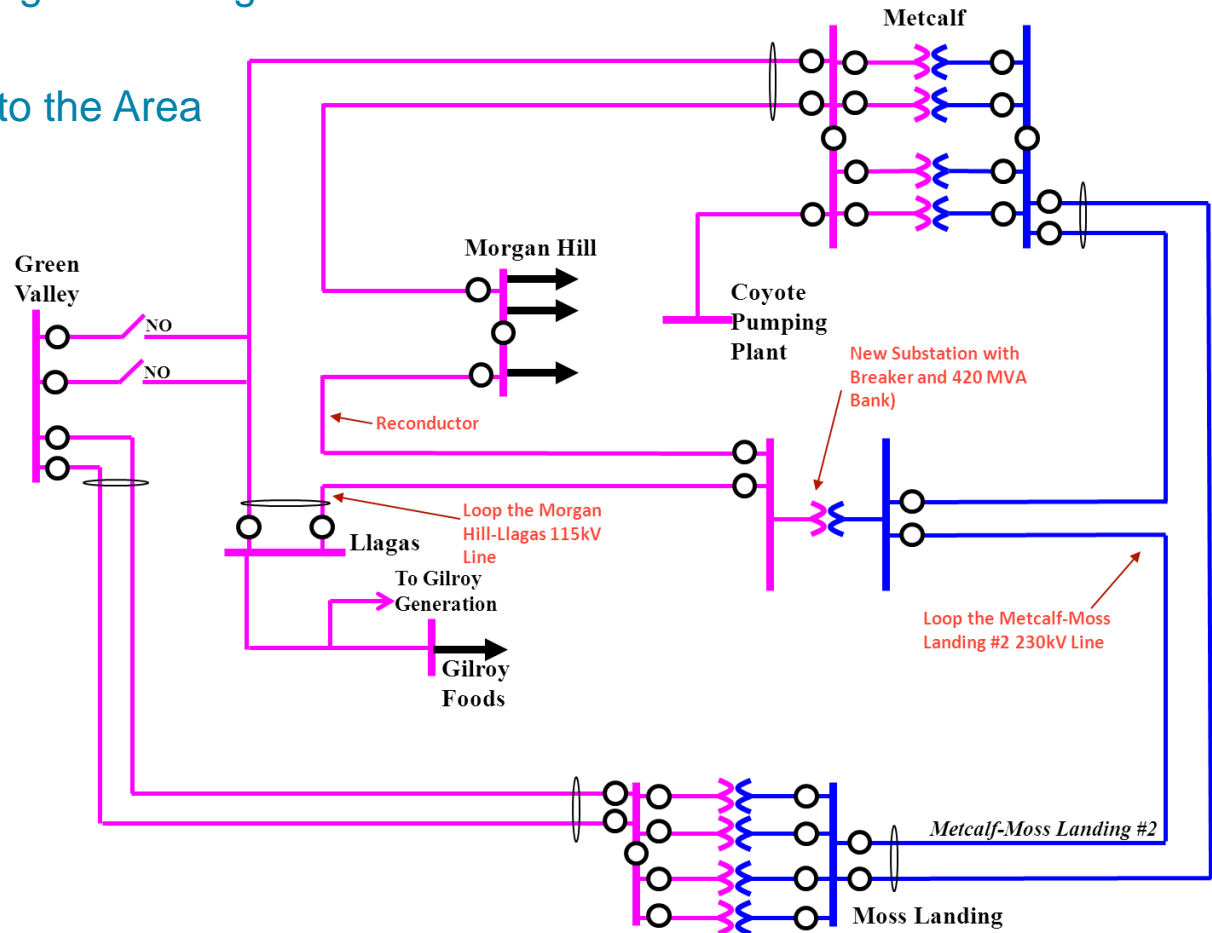 to the Area
Metcalf
Morgan Hill
Green
Valley
NO
NO
Coyote
Pumping
Plant
New Substation with
Breaker and 420 MVA
Bank)
Reconductor
Loop the Morgan
Hill-Llagas 115kV
Line
Llagas
To Gilroy
Generation
Gilroy
Foods
Loop the Metcalf-Moss
Landing #2 230kV Line
Metcalf-Moss Landing #2
Moss Landing